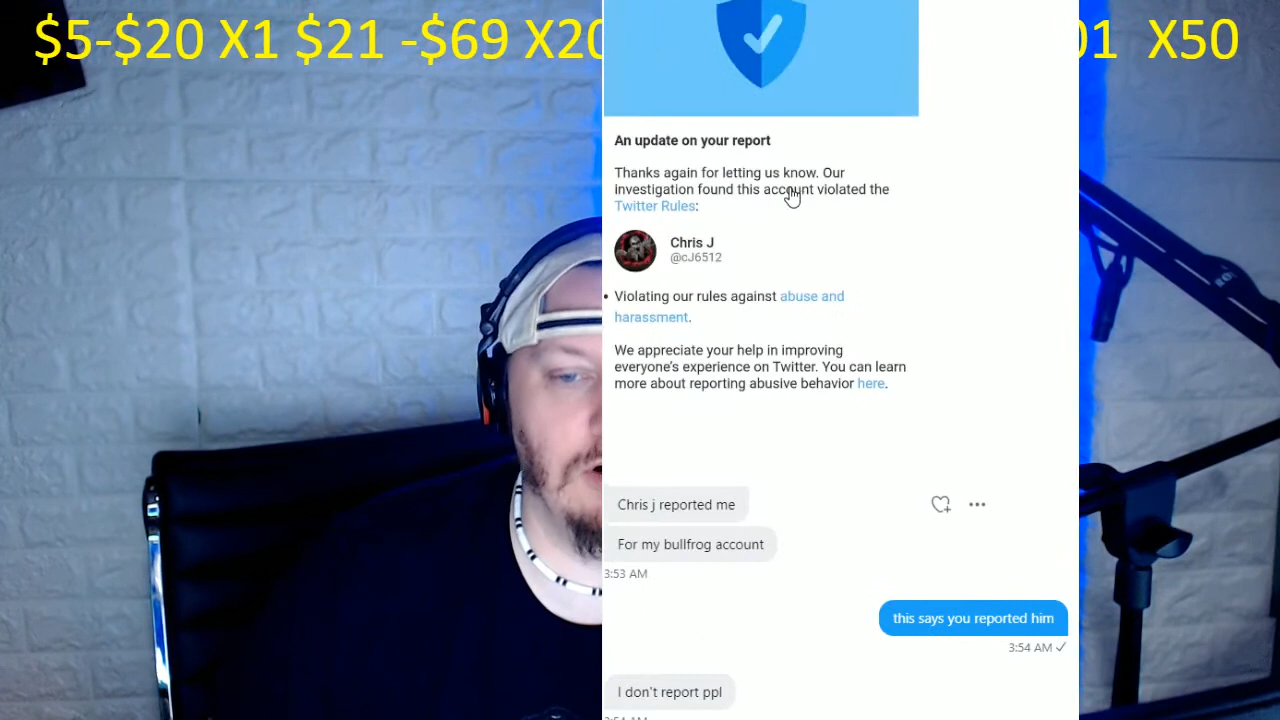 $5-$20 X1 $21 -$69 X20
01 X50
An update on your report
Thanks again for letting us know. Our
investigation found this account violated the
Twitter Rules:
Chris J
@cJ6512
• Violating our rules against abuse and
harassment.
We appreciate your help in improving
everyone's experience on Twitter. You can learn
more about reporting abusive behavior here.
Chris j reported me
For my bullfrog account
3:53 AM
this says you reported him
3:54 AM
I don't report ppl